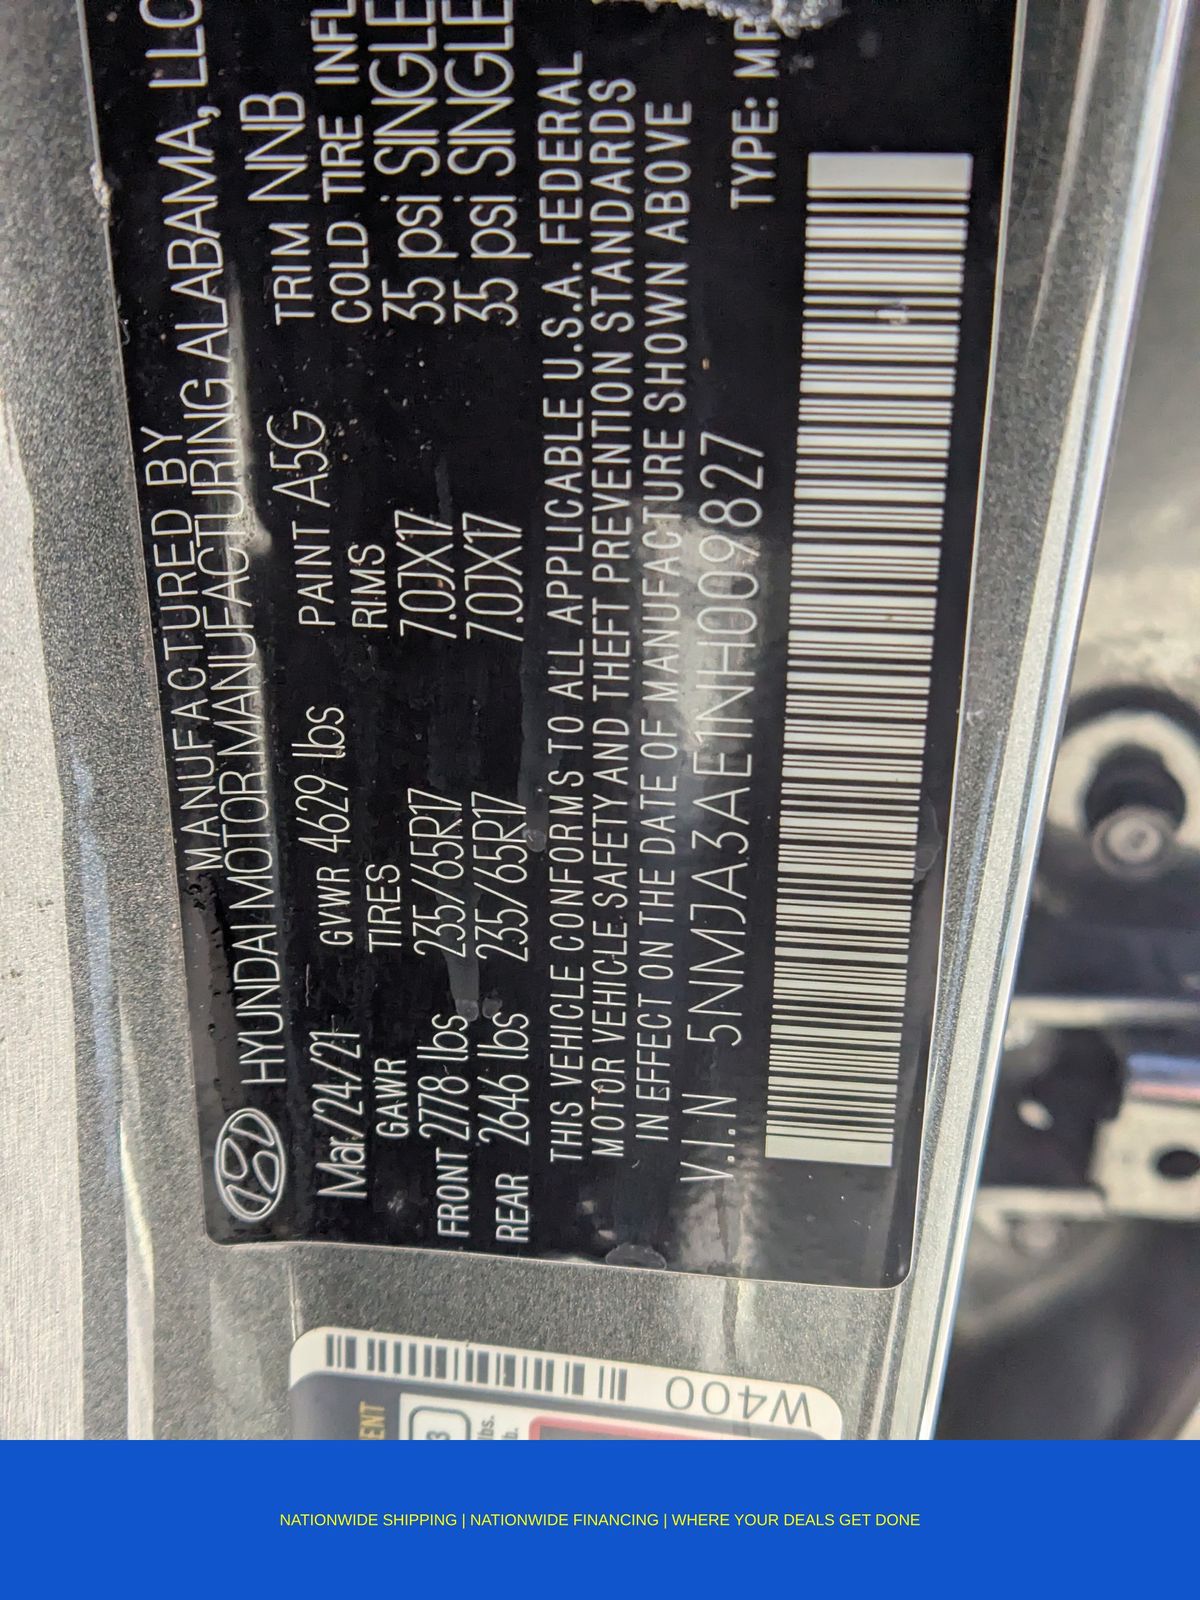 MANUFACTURED BY
HYUNDAI MOTOR MANUFACTURING ALABAMA, LLC
Mar/24/21 GVWR 4629 lbs PAINT A5G TRIM NNB
GAWR TIRES RIMS COLD TIRE INFL
FRONT 2778 lbs 235/65R17 7.0JX17 35 psi SINGLE
REAR 2646 lbs 235/65R17 7.0JX17 35 psi SINGLE
THIS VEHICLE CONFORMS TO ALL APPLICABLE U.S.A. FEDERAL
MOTOR VEHICLE SAFETY AND THEFT PREVENTION STANDARDS
IN EFFECT ON THE DATE OF MANUFACTURE SHOWN ABOVE
V.I.N 5NMJA3AE1NH009827 TYPE:
W400
NATIONWIDE SHIPPING | NATIONWIDE FINANCING | WHERE YOUR DEALS GET DONE